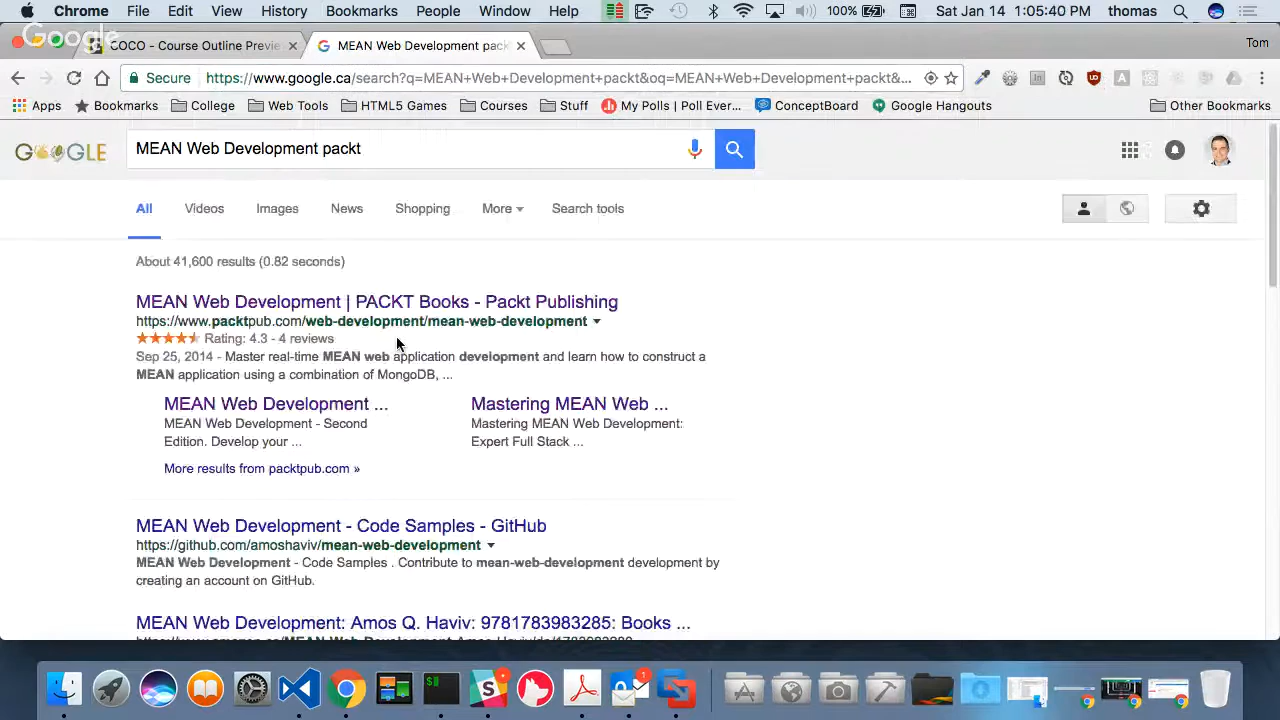 Chrome File Edit View History Bookmarks People Window Help 100% Sat Jan 14 1:05:40 PM thomas
Google
COCO - Course Outline Previe × MEAN Web Development pack × Tom
Secure https://www.google.ca/search?q=MEAN+Web+Development+packt&oq=MEAN+Web+Development+packt&...
Apps Bookmarks College Web Tools HTML5 Games Courses Stuff My Polls | Poll Ever... ConceptBoard Google Hangouts Other Bookmarks
GOOGLE MEAN Web Development packt
All Videos Images News Shopping More Search tools
About 41,600 results (0.82 seconds)
MEAN Web Development | PACKT Books - Packt Publishing
https://www.packtpub.com/web-development/mean-web-development
Rating: 4.3 - 4 reviews
Sep 25, 2014 - Master real-time MEAN web application development and learn how to construct a
MEAN application using a combination of MongoDB, ...
MEAN Web Development ... Mastering MEAN Web ...
MEAN Web Development - Second Mastering MEAN Web Development:
Edition. Develop your ... Expert Full Stack ...
More results from packtpub.com »
MEAN Web Development - Code Samples - GitHub
https://github.com/amoshaviv/mean-web-development
MEAN Web Development - Code Samples . Contribute to mean-web-development development by
creating an account on GitHub.
MEAN Web Development: Amos Q. Haviv: 9781783983285: Books ...